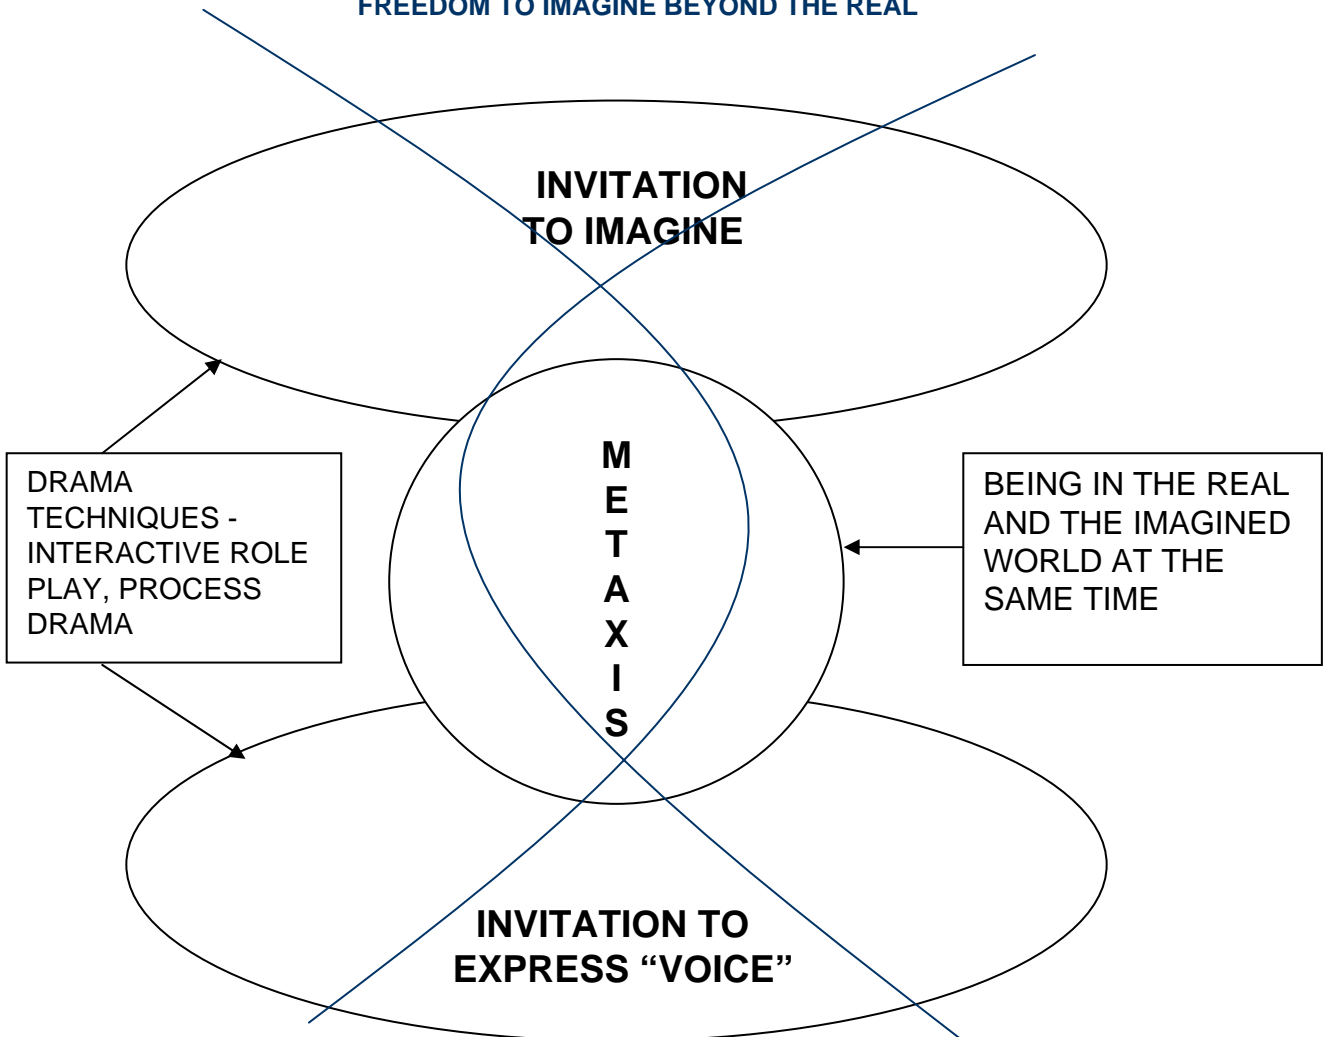 FREEDOM TO IMAGINE BEYOND THE REAL
INVITATION
TO IMAGINE
DRAMA
TECHNIQUES -
INTERACTIVE ROLE
PLAY, PROCESS
DRAMA
M
E
T
A
X
I
S
BEING IN THE REAL
AND THE IMAGINED
WORLD AT THE
SAME TIME
INVITATION TO
EXPRESS “VOICE”